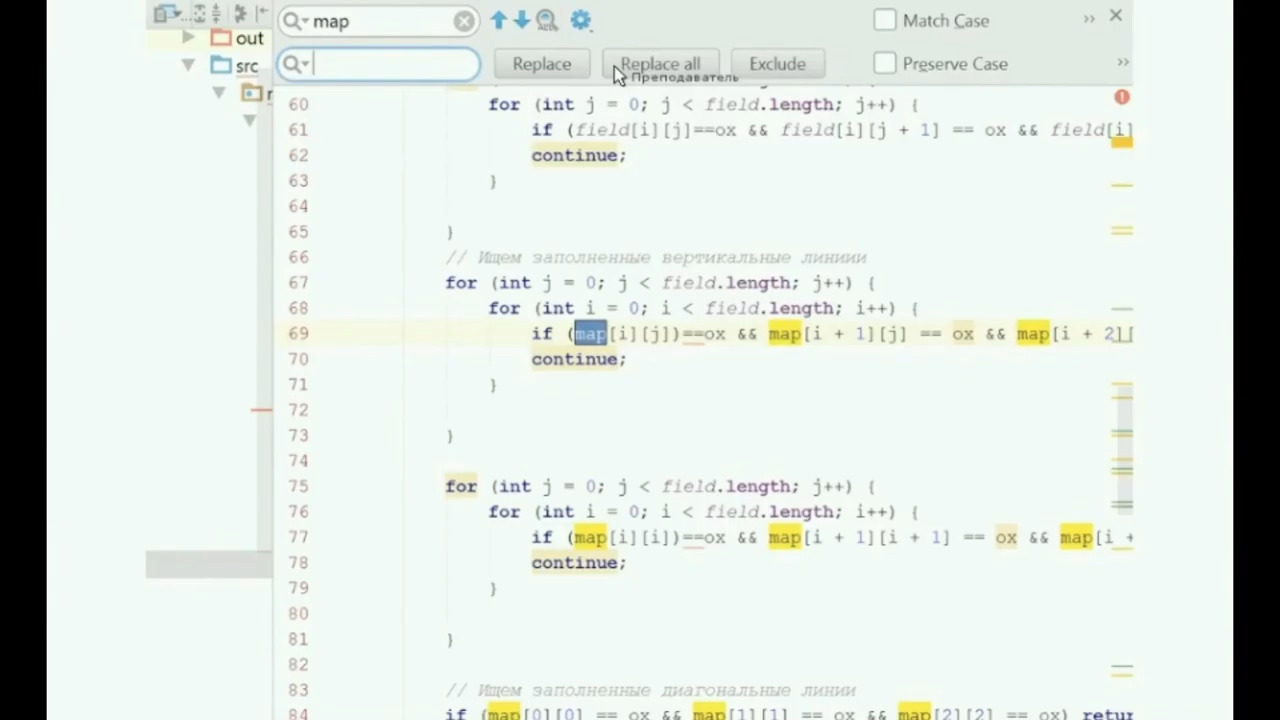 map
Match Case
Replace
Replace all
Exclude
Preserve Case
Преподаватель
out
src
60 for (int j = 0; j < field.length; j++) {
61 if (field[i][j]==ox && field[i][j + 1] == ox && field[i]
62 continue;
63 }
64
65 }
66 // Ищем заполненные вертикальные линиии
67 for (int j = 0; j < field.length; j++) {
68 for (int i = 0; i < field.length; i++) {
69 if (map[i][j])==ox && map[i + 1][j] == ox && map[i + 2][
70 continue;
71 }
72
73 }
74
75 for (int j = 0; j < field.length; j++) {
76 for (int i = 0; i < field.length; i++) {
77 if (map[i][i])==ox && map[i + 1][i + 1] == ox && map[i +
78 continue;
79 }
80
81 }
82
83 // Ищем заполненные диагональные линии
84 if (map[0][0] == ox && map[1][1] == ox && map[2][2] == ox) retur